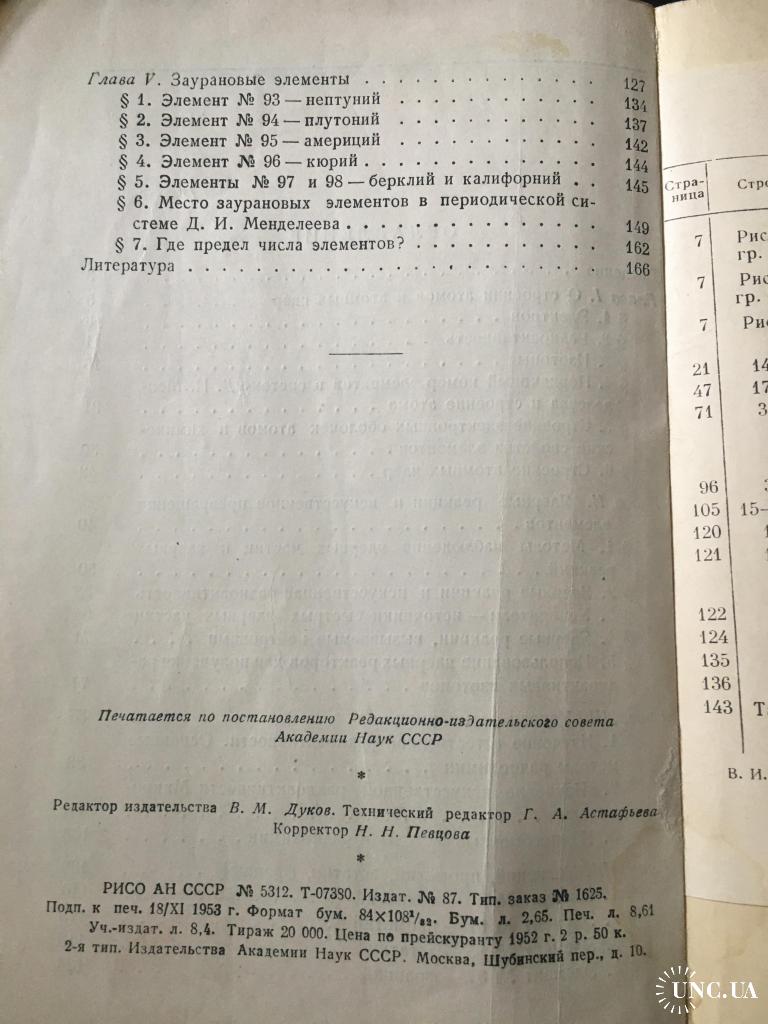 Глава V. Заурановые элементы . . . . . . . . . . . . . 127
§ 1. Элемент № 93 — нептуний . . . . . . . . . . . 134
§ 2. Элемент № 94 — плутоний . . . . . . . . . . . 137
§ 3. Элемент № 95 — америций . . . . . . . . . . . 142
§ 4. Элемент № 96 — кюрий . . . . . . . . . . . . . 144
§ 5. Элементы № 97 и 98 — берклий и калифорний . . 145
§ 6. Место заурановых элементов в периодической си-
стеме Д. И. Менделеева . . . . . . . . . . . . . . 149
§ 7. Где предел числа элементов? . . . . . . . . . . . 162
Литература . . . . . . . . . . . . . . . . . . . . . . . 166
Печатается по постановлению Редакционно-издательского совета
Академии Наук СССР
*
Редактор издательства В. М. Дуков. Технический редактор Г. А. Астафьева
Корректор Н. Н. Певцова
*
РИСО АН СССР № 5312. Т-07380. Издат. № 87. Тип. заказ № 1625.
Подп. к печ. 18/XI 1953 г. Формат бум. 84×108¹/₃₂. Бум. л. 2,65. Печ. л. 8,61
Уч.-издат. л. 8,4. Тираж 20 000. Цена по прейскуранту 1952 г. 2 р. 50 к.
2-я тип. Издательства Академии Наук СССР. Москва, Шубинский пер., д. 10.
Стра-
ница
7
гр.
7
гр.
7
21
47
71
96
105 15—
120
121
122
124
135
136
143
В. И.
UNC.UA